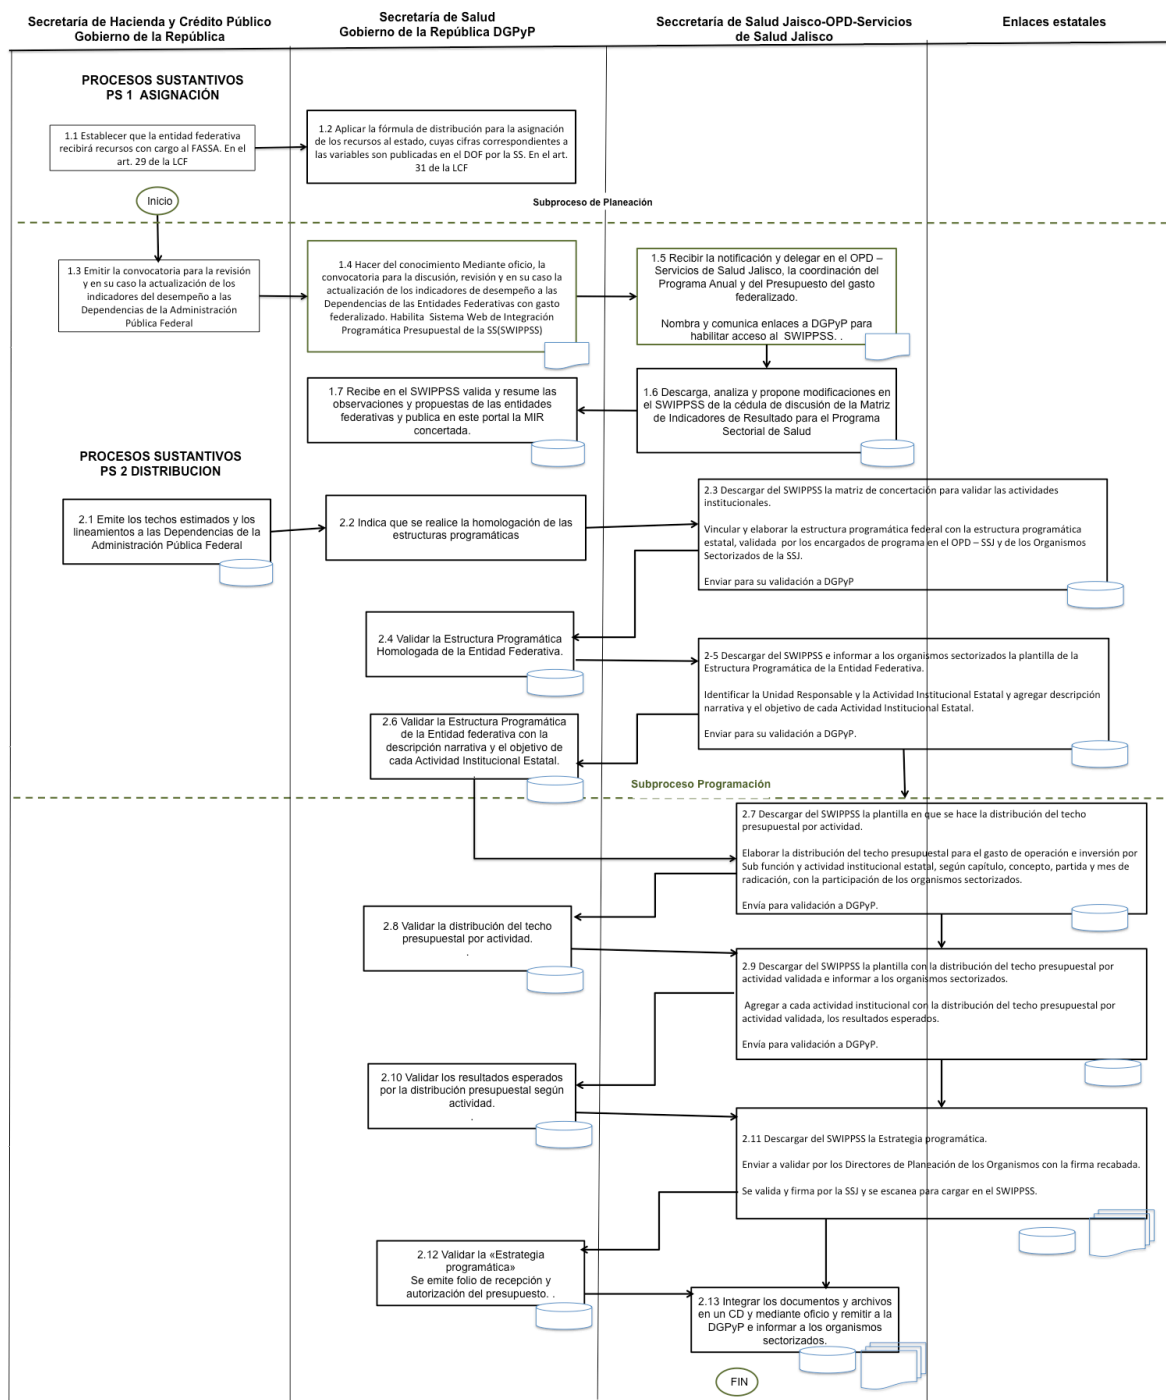 Secretaría de Hacienda y Crédito Público
Gobierno de la República
Secretaría de Salud
Gobierno de la República DGPyP
Seccretaría de Salud Jaisco-OPD-Servicios
de Salud Jalisco
Enlaces estatales
PROCESOS SUSTANTIVOS
PS 1 ASIGNACIÓN
1.1 Establecer que la entidad federativa
recibirá recursos con cargo al FASSA. En el
art. 29 de la LCF
1.2 Aplicar la fórmula de distribución para la asignación
de los recursos al estado, cuyas cifras correspondientes
a las variables son publicadas en el DOF por la SS. En el art.
31 de la LCF
Inicio
Subproceso de Planeación
1.3 Emitir la convocatoria para la revisión
y en su caso la actualización de los
indicadores del desempeño a las
Dependencias de la Administración
Pública Federal
1.4 Hacer del conocimiento Mediante oficio, la
convocatoria para la discusión, revisión y en su caso la
actualización de los indicadores de desempeño a las
Dependencias de las Entidades Federativas con gasto
federalizado. Habilita Sistema Web de Integración
Programática Presupuestal de la SS(SWIPPSS)
1.5 Recibir la notificación y delegar en el OPD –
Servicios de Salud Jalisco, la coordinación del
Programa Anual y del Presupuesto del gasto
federalizado.
Nombra y comunica enlaces a DGPyP para
habilitar acceso al SWIPPSS. .
1.7 Recibe en el SWIPPSS valida y resume las
observaciones y propuestas de las entidades
federativas y publica en este portal la MIR
concertada.
1.6 Descarga, analiza y propone modificaciones en
el SWIPPSS de la cédula de discusión de la Matriz
de Indicadores de Resultado para el Programa
Sectorial de Salud
PROCESOS SUSTANTIVOS
PS 2 DISTRIBUCION
2.1 Emite los techos estimados y los
lineamientos a las Dependencias de la
Administración Pública Federal
2.2 Indica que se realice la homologación de las
estructuras programáticas
2.3 Descargar del SWIPPSS la matriz de concertación para validar las actividades
institucionales.
Vincular y elaborar la estructura programática federal con la estructura programática
estatal, validada por los encargados de programa en el OPD – SSJ y de los Organismos
Sectorizados de la SSJ.
Enviar para su validación a DGPyP
2.4 Validar la Estructura Programática
Homologada de la Entidad Federativa.
2-5 Descargar del SWIPPSS e informar a los organismos sectorizados la plantilla de la
Estructura Programática de la Entidad Federativa.
Identificar la Unidad Responsable y la Actividad Institucional Estatal y agregar descripción
narrativa y el objetivo de cada Actividad Institucional Estatal.
Enviar para su validación a DGPyP.
2.6 Validar la Estructura Programática
de la Entidad federativa con la
descripción narrativa y el objetivo de
cada Actividad Institucional Estatal.
Subproceso Programación
2.7 Descargar del SWIPPSS la plantilla en que se hace la distribución del techo
presupuestal por actividad.
Elaborar la distribución del techo presupuestal para el gasto de operación e inversión por
Sub función y actividad institucional estatal, según capítulo, concepto, partida y mes de
radicación, con la participación de los organismos sectorizados.
Envía para validación a DGPyP.
2.8 Validar la distribución del techo
presupuestal por actividad.
.
2.9 Descargar del SWIPPSS la plantilla con la distribución del techo presupuestal por
actividad validada e informar a los organismos sectorizados.
Agregar a cada actividad institucional con la distribución del techo presupuestal por
actividad validada, los resultados esperados.
Envía para validación a DGPyP.
2.10 Validar los resultados esperados
por la distribución presupuestal según
actividad.
.
2.11 Descargar del SWIPPSS la Estrategia programática.
Enviar a validar por los Directores de Planeación de los Organismos con la firma recabada.
Se valida y firma por la SSJ y se escanea para cargar en el SWIPPSS.
2.12 Validar la «Estrategia
programática»
Se emite folio de recepción y
autorización del presupuesto. .
2.13 Integrar los documentos y archivos
en un CD y mediante oficio y remitir a la
DGPyP e informar a los organismos
sectorizados.
FIN